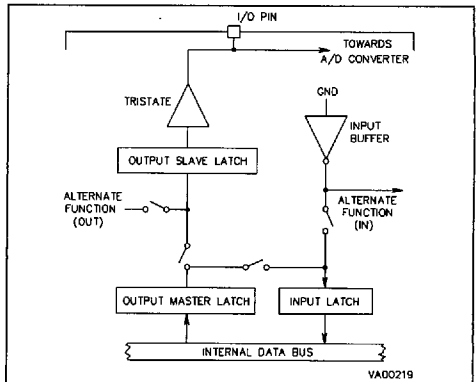 I/O PIN
TOWARDS
A/D CONVERTER
TRISTATE
GND
INPUT
BUFFER
OUTPUT SLAVE LATCH
ALTERNATE
FUNCTION
(OUT)
ALTERNATE
FUNCTION
(IN)
OUTPUT MASTER LATCH
INPUT LATCH
INTERNAL DATA BUS
VA00219